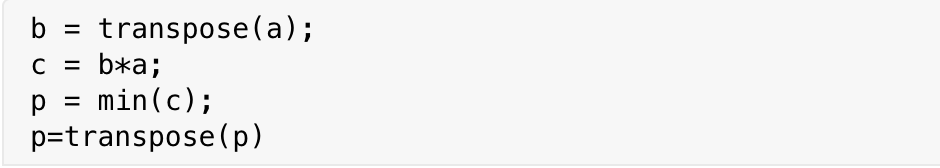 b = transpose(a);
c = b*a;
p = min(c);
p=transpose(p)